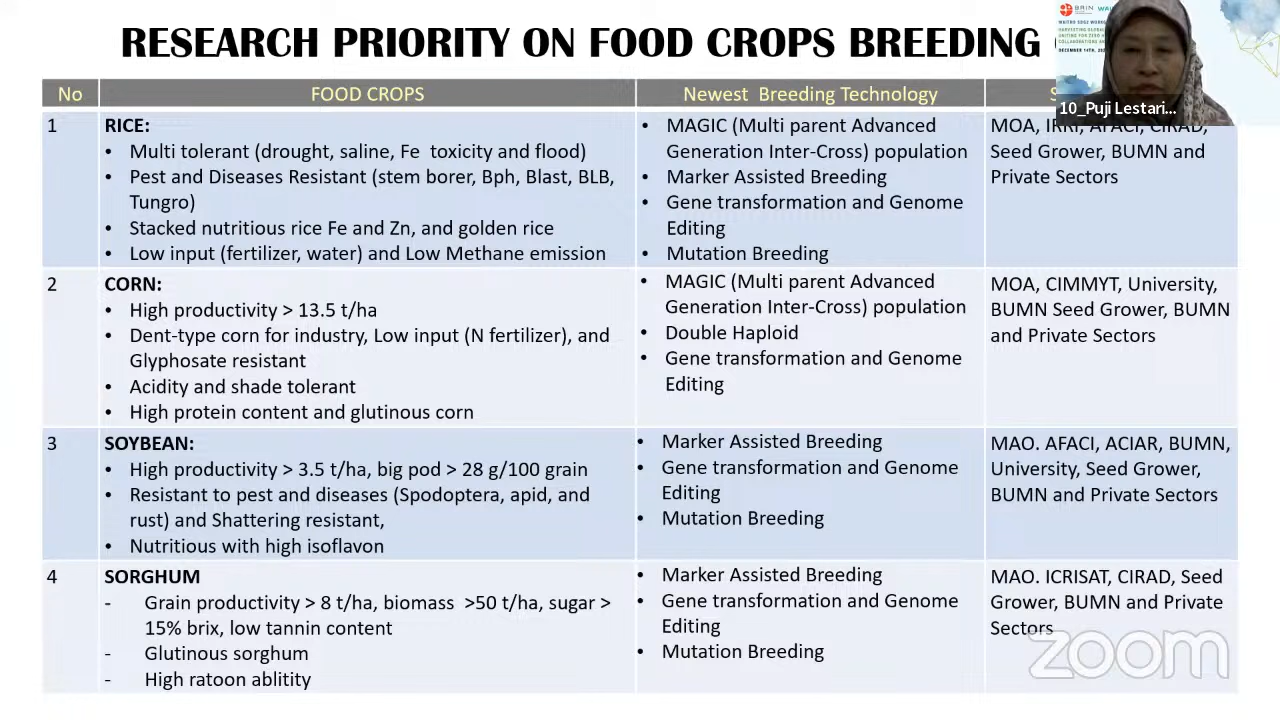 RESEARCH PRIORITY ON FOOD CROPS BREEDING
BRIN
10_Puji Lestari...
No
FOOD CROPS
Newest Breeding Technology
1
RICE:
• Multi tolerant (drought, saline, Fe toxicity and flood)
• Pest and Diseases Resistant (stem borer, Bph, Blast, BLB,
Tungro)
• Stacked nutritious rice Fe and Zn, and golden rice
• Low input (fertilizer, water) and Low Methane emission
• MAGIC (Multi parent Advanced
Generation Inter-Cross) population
• Marker Assisted Breeding
• Gene transformation and Genome
Editing
• Mutation Breeding
MOA, IRRI, AFACI, CIRAD,
Seed Grower, BUMN and
Private Sectors
2
CORN:
• High productivity > 13.5 t/ha
• Dent-type corn for industry, Low input (N fertilizer), and
Glyphosate resistant
• Acidity and shade tolerant
• High protein content and glutinous corn
• MAGIC (Multi parent Advanced
Generation Inter-Cross) population
• Double Haploid
• Gene transformation and Genome
Editing
MOA, CIMMYT, University,
BUMN Seed Grower, BUMN
and Private Sectors
3
SOYBEAN:
• High productivity > 3.5 t/ha, big pod > 28 g/100 grain
• Resistant to pest and diseases (Spodoptera, apid, and
rust) and Shattering resistant,
• Nutritious with high isoflavon
• Marker Assisted Breeding
• Gene transformation and Genome
Editing
• Mutation Breeding
MAO. AFACI, ACIAR, BUMN,
University, Seed Grower,
BUMN and Private Sectors
4
SORGHUM
- Grain productivity > 8 t/ha, biomass >50 t/ha, sugar >
15% brix, low tannin content
- Glutinous sorghum
- High ratoon ablitity
• Marker Assisted Breeding
• Gene transformation and Genome
Editing
• Mutation Breeding
MAO. ICRISAT, CIRAD, Seed
Grower, BUMN and Private
Sectors
zoom